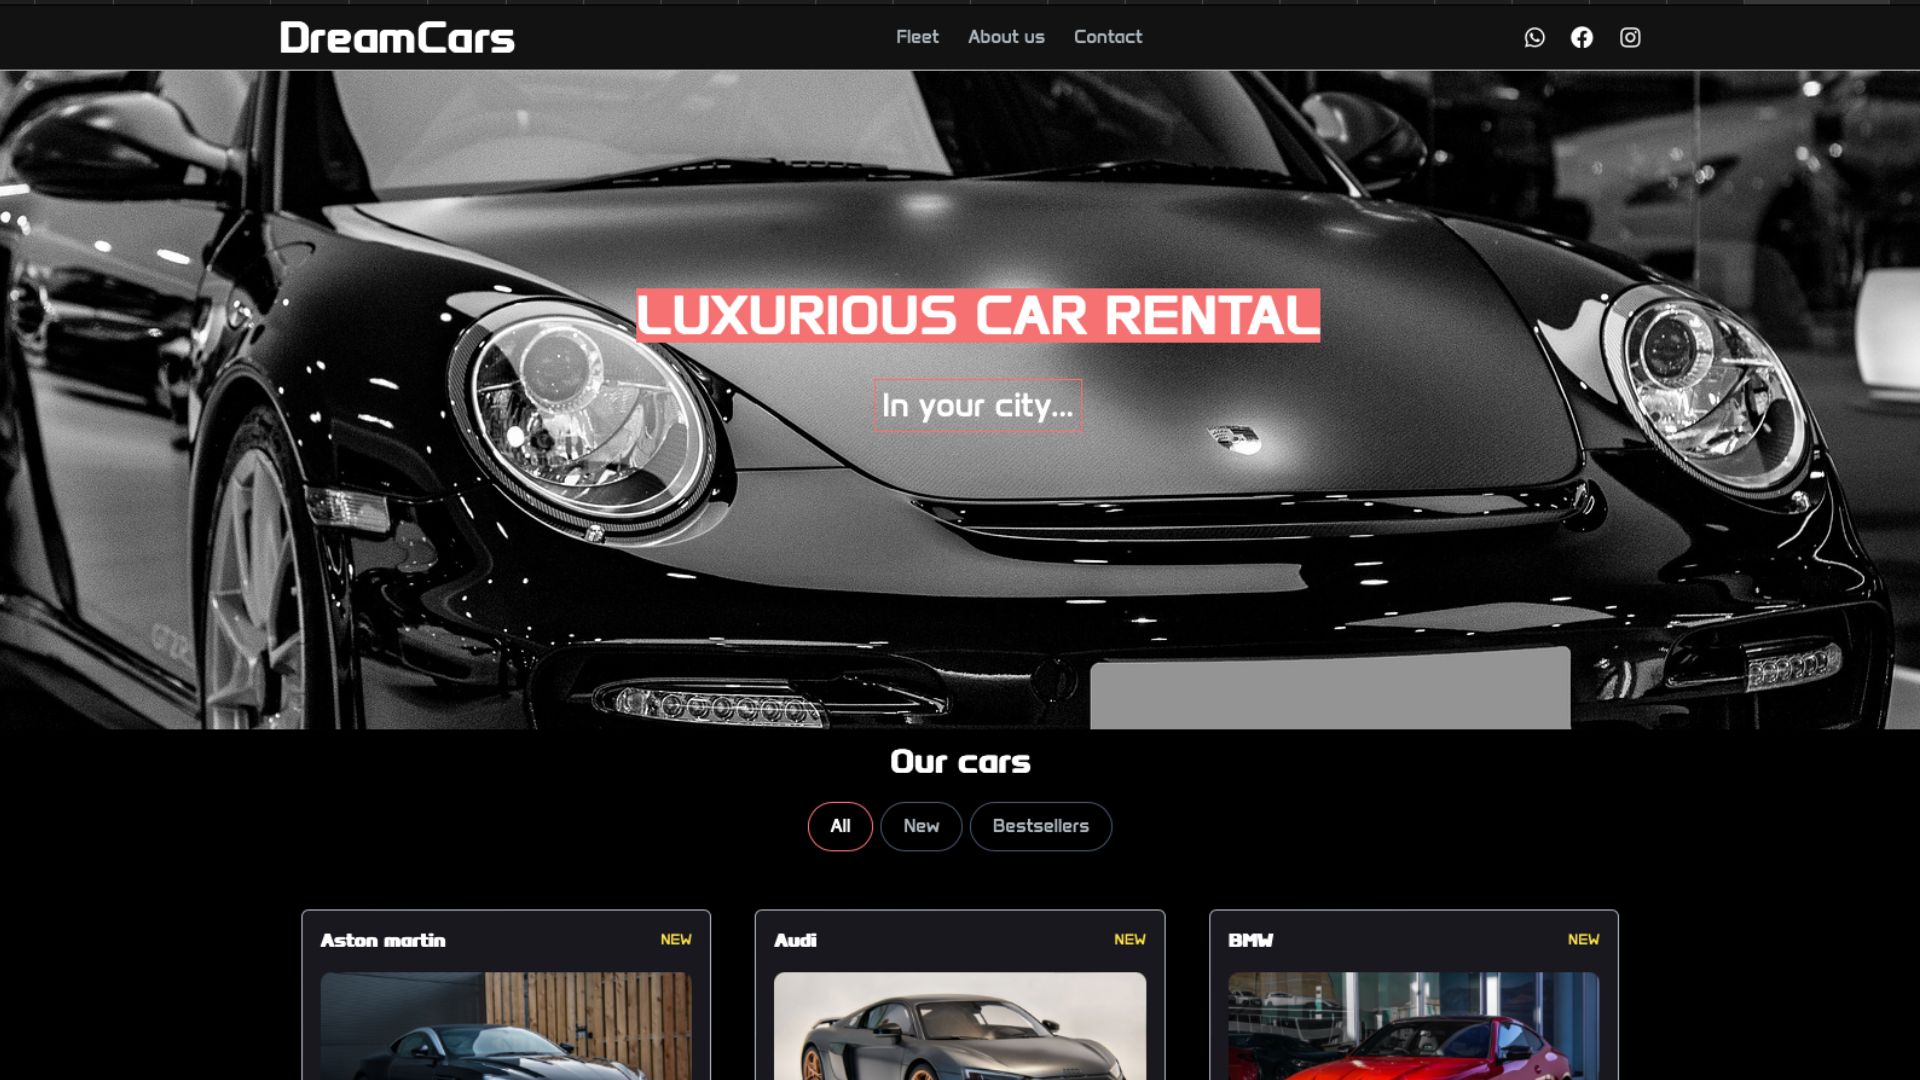 DreamCars
Fleet About us Contact
LUXURIOUS CAR RENTAL
In your city...
Our cars
All New Bestsellers
Aston martin NEW
Audi NEW
BMW NEW